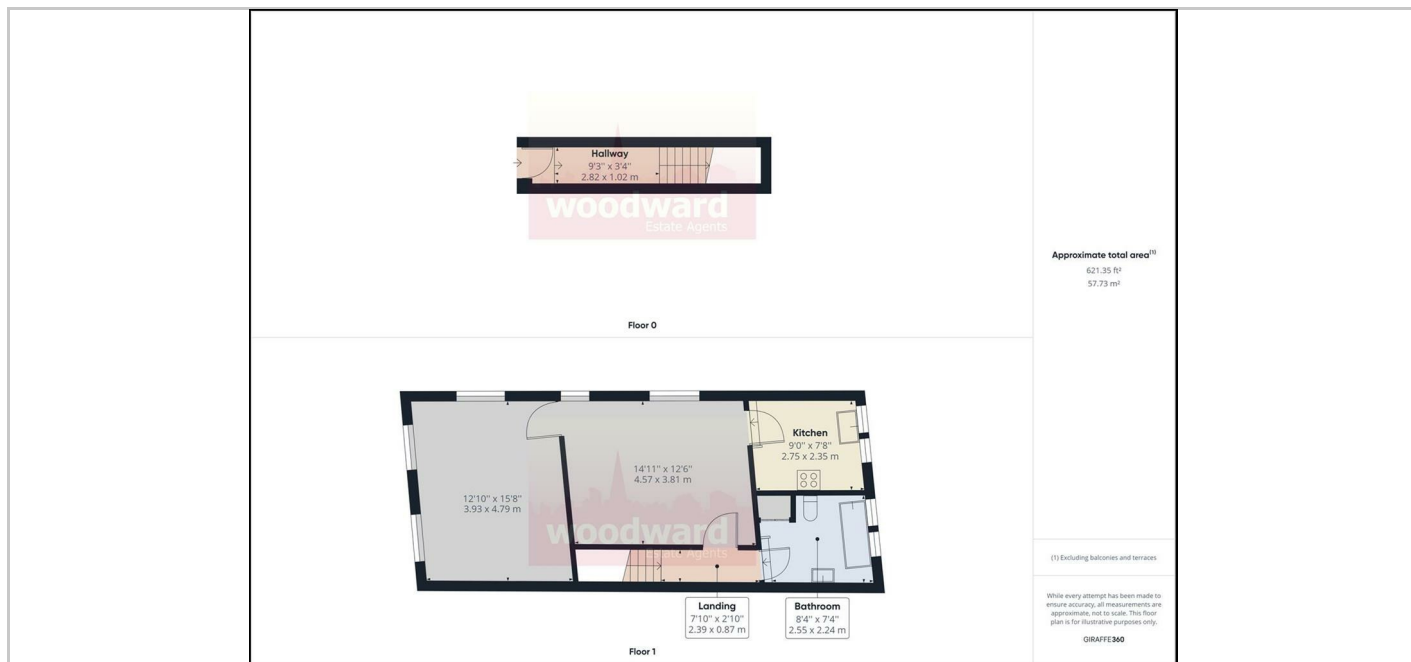 Hallway
9'3" x 3'4"
2.82 x 1.02 m
woodward
Estate Agents
Floor 0
Approximate total area(1)
621.35 ft²
57.73 m²
Kitchen
9'0" x 7'8"
2.75 x 2.35 m
14'11" x 12'6"
4.57 x 3.81 m
12'10" x 15'8"
3.93 x 4.79 m
woodward
Estate Agents
Landing
7'10" x 2'10"
2.39 x 0.87 m
Bathroom
8'4" x 7'4"
2.55 x 2.24 m
Floor 1
(1) Excluding balconies and terraces
While every attempt has been made to
ensure accuracy, all measurements are
approximate, not to scale. This floor
plan is for illustrative purposes only.
GIRAFFE360